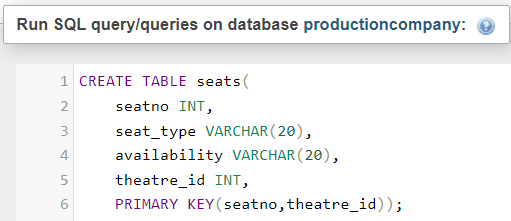 Run SQL query/queries on database productioncompany:
1 CREATE TABLE seats(
2 seatno INT,
3 seat_type VARCHAR(20),
4 availability VARCHAR(20),
5 theatre_id INT,
6 PRIMARY KEY(seatno,theatre_id));